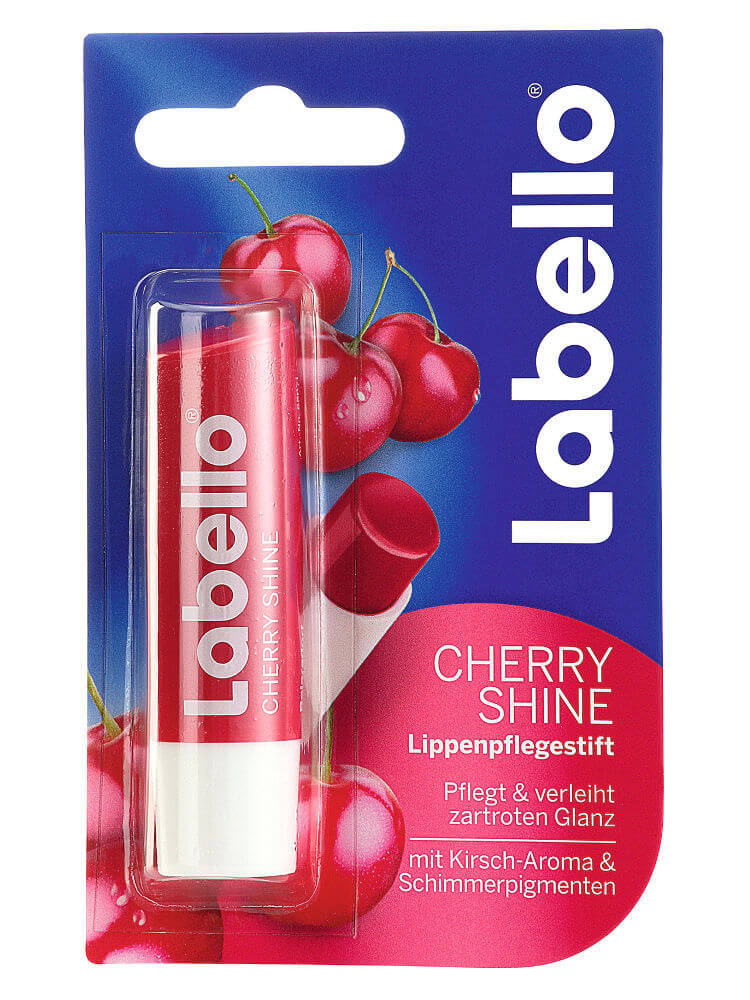 Labello®
CHERRY
SHINE
Lippenpflegestift
Pflegt & verleiht
zartroten Glanz
mit Kirsch-Aroma &
Schimmerpigmenten
Labello®
CHERRY SHINE